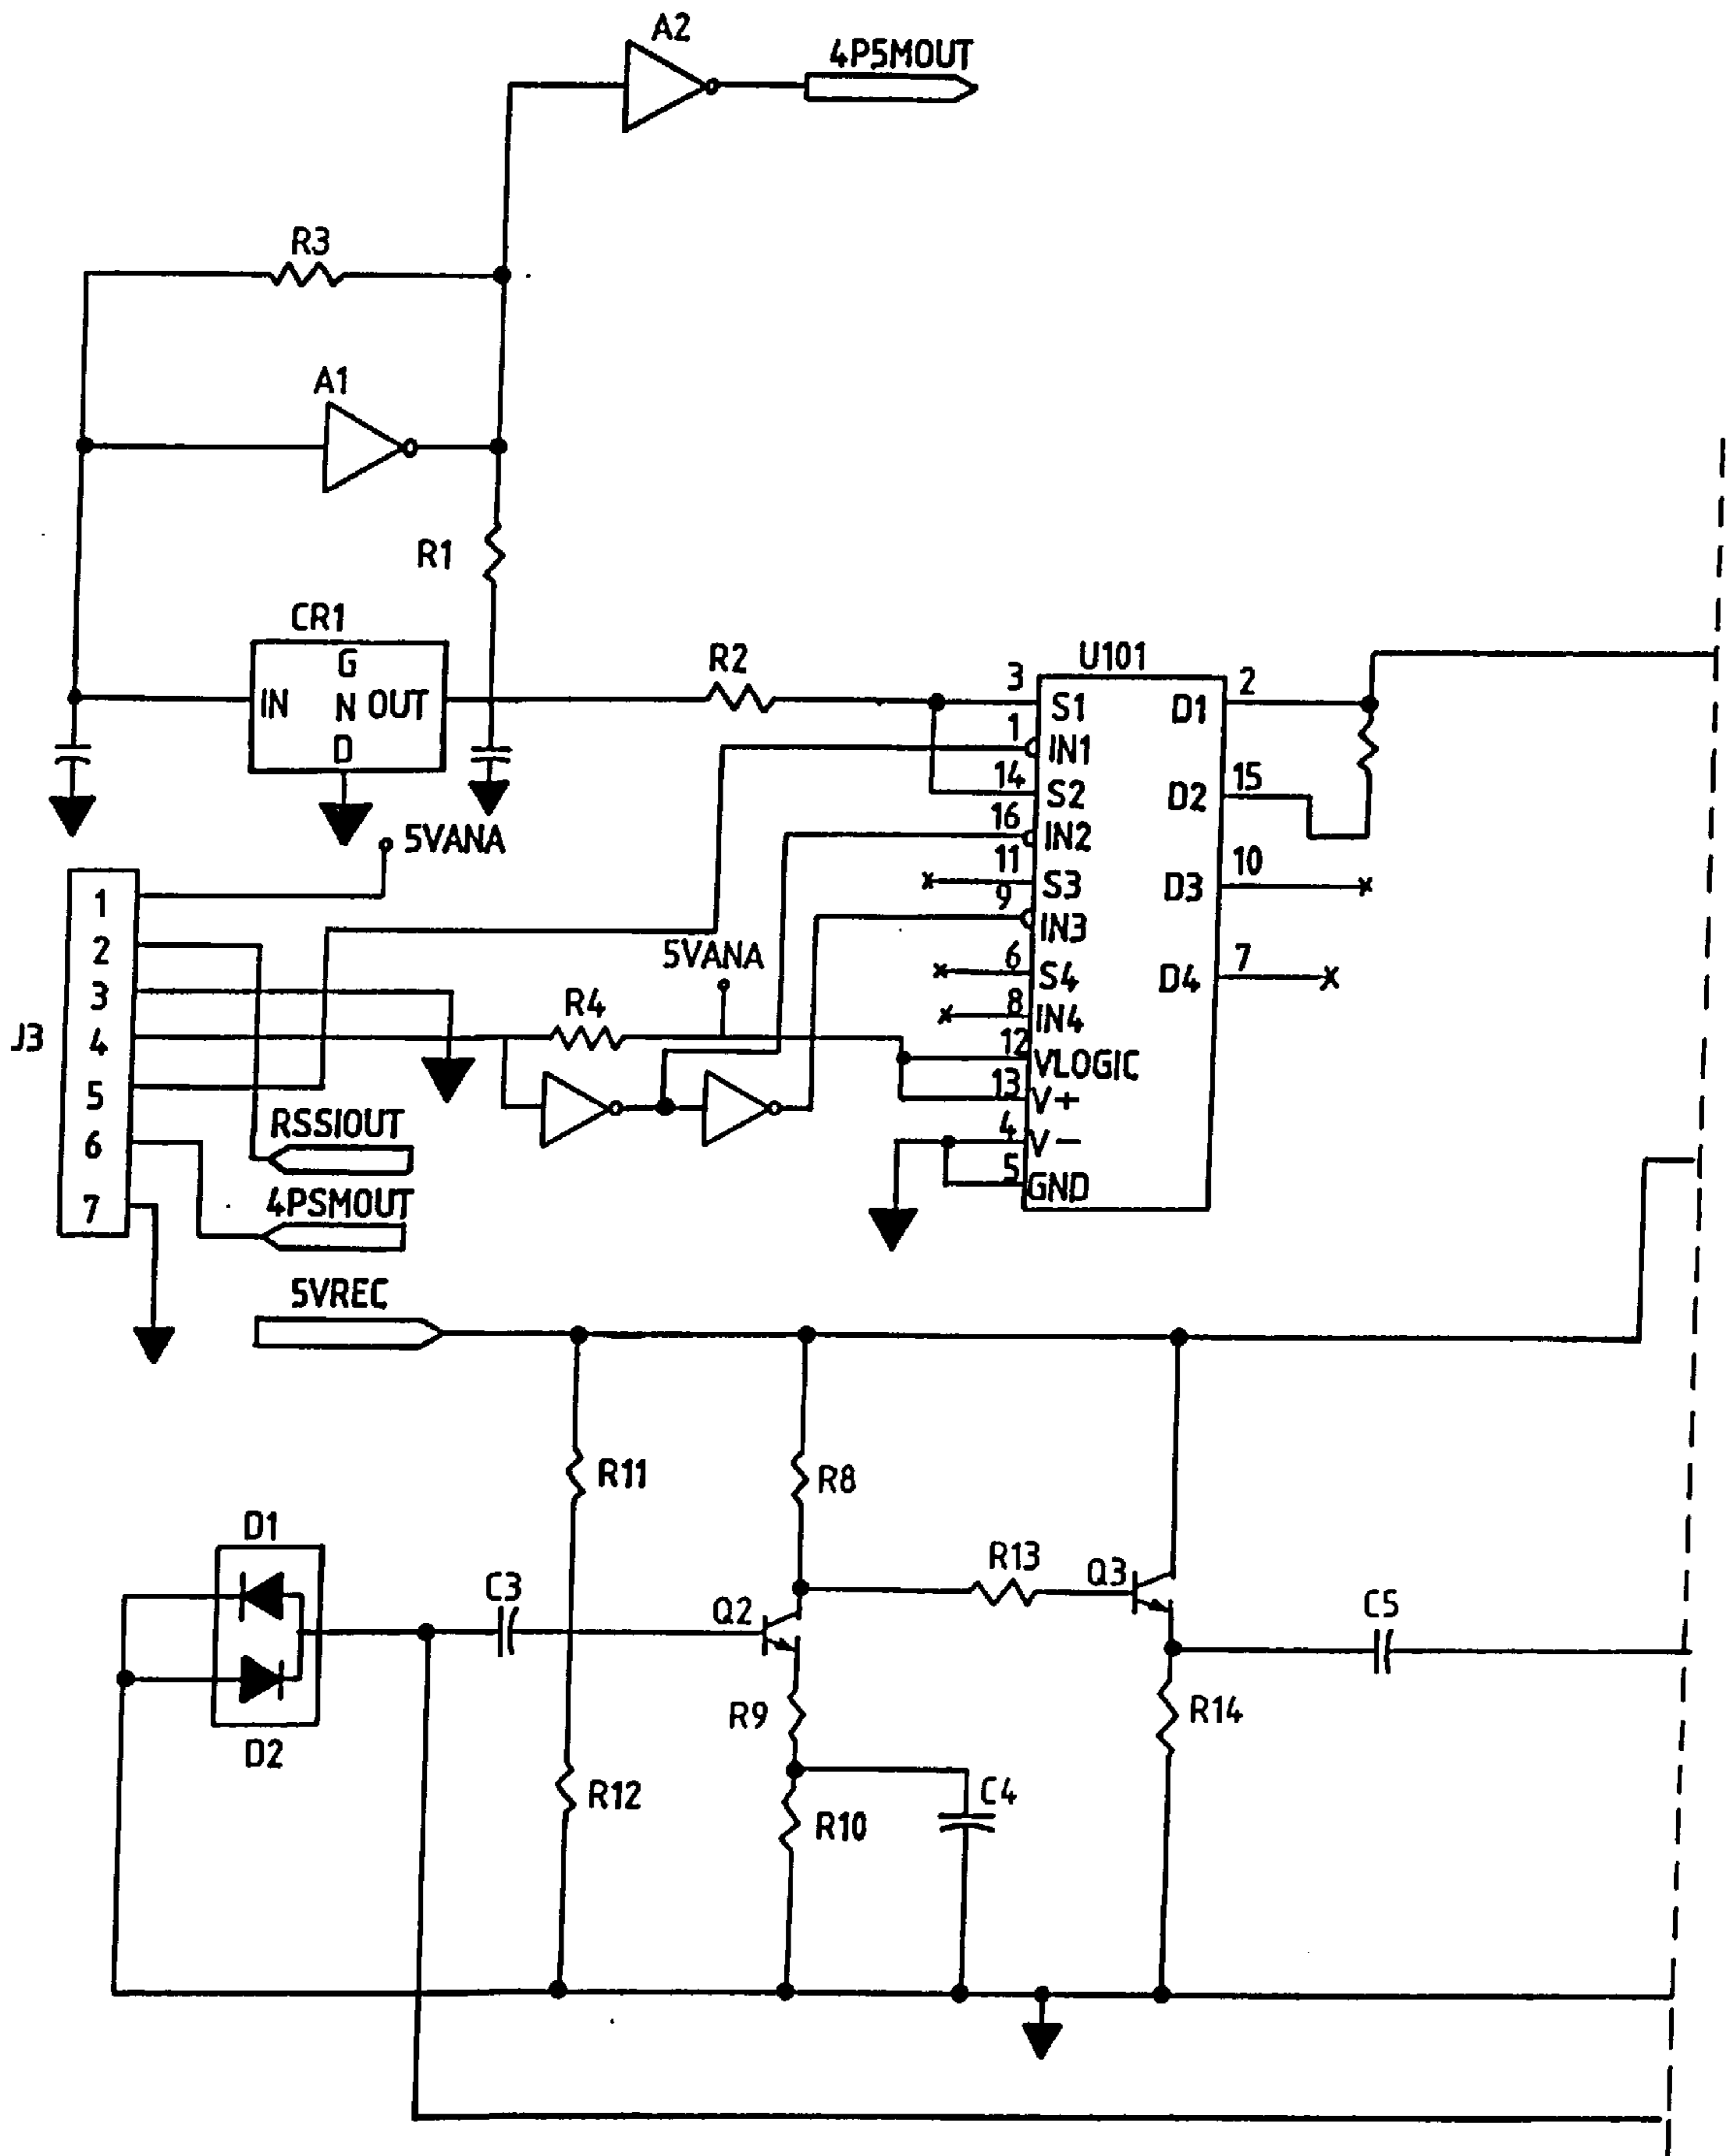 A2
4P5MOUT
R3
A1
R1
CR1
G
IN N OUT
D
R2
U101
3 S1 D1 2
1 IN1
14 S2 D2 15
16 IN2
11 S3 D3 10
9 IN3
6 S4 D4 7
8 IN4
12 VLOGIC
13 V+
4 V-
5 GND
5VANA
5VANA
R4
J3
1
2
3
4
5
6
7
RSSIOUT
4PSMOUT
5VREC
R11
R8
D1
C3
Q2
R13
Q3
C5
R9
R14
D2
R12
R10
C4